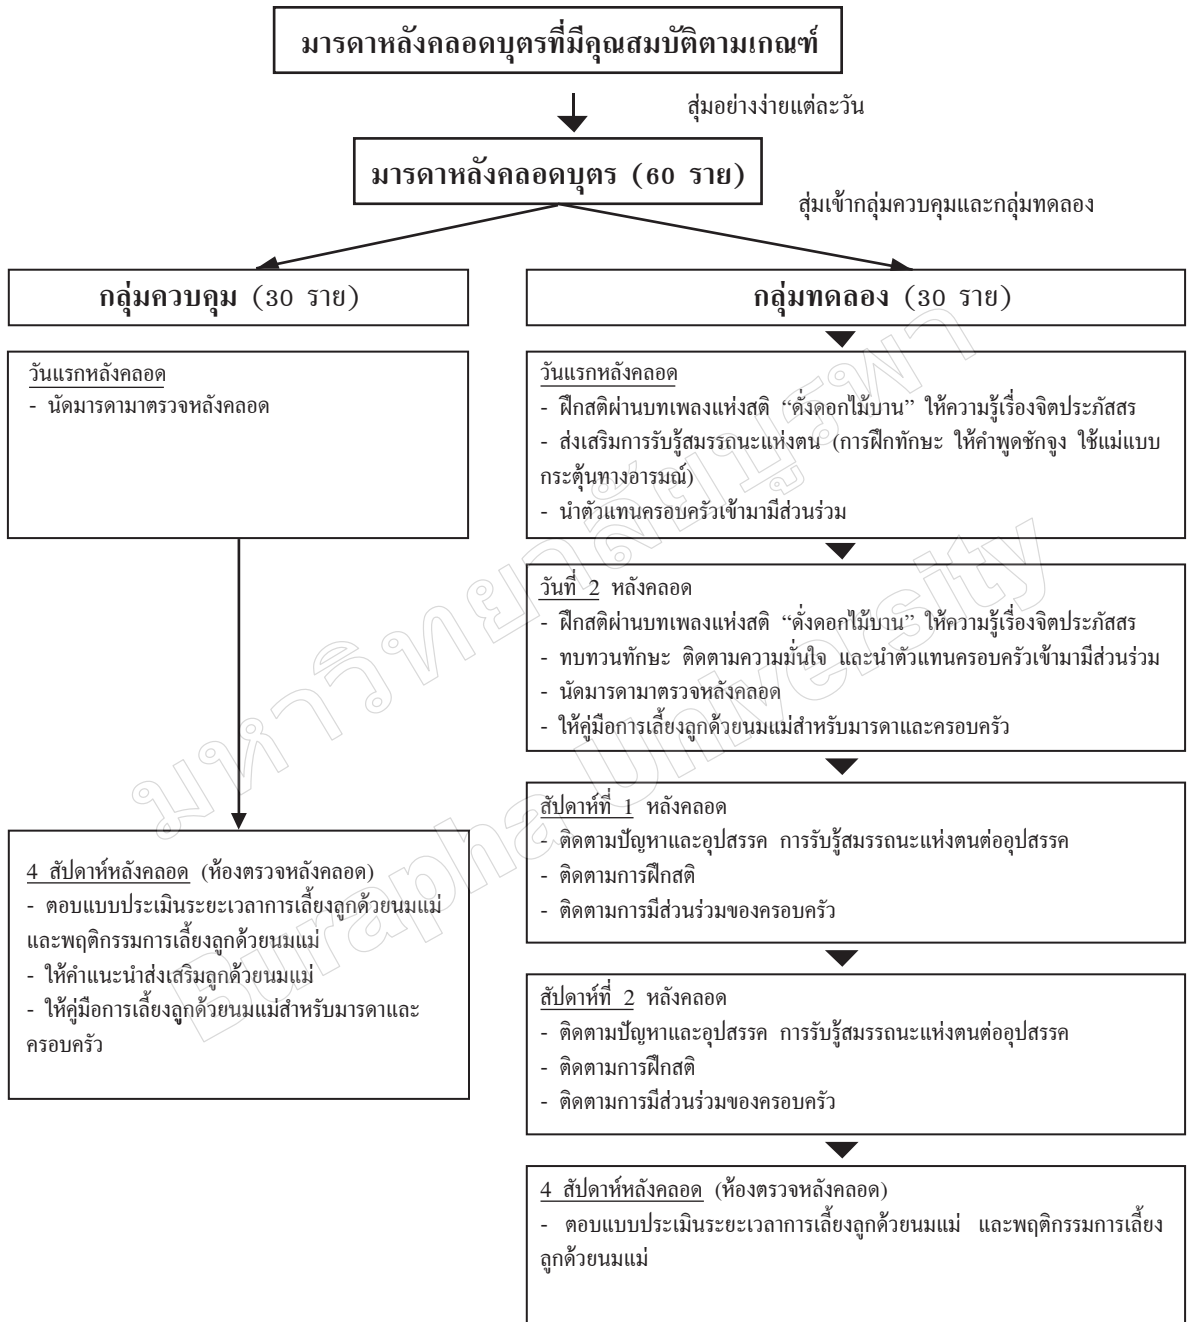 มารดาหลังคลอดบุตรที่มีคุณสมบัติตามเกณฑ์
สุ่มอย่างง่ายแต่ละวัน
มารดาหลังคลอดบุตร (60 ราย)
สุ่มเข้ากลุ่มควบคุมและกลุ่มทดลอง
กลุ่มควบคุม (30 ราย)
วันแรกหลังคลอด
- นัดมารดามาตรวจหลังคลอด
4 สัปดาห์หลังคลอด (ห้องตรวจหลังคลอด)
- ตอบแบบประเมินระยะเวลาการเลี้ยงลูกด้วยนมแม่
และพฤติกรรมการเลี้ยงลูกด้วยนมแม่
- ให้คำแนะนำส่งเสริมลูกด้วยนมแม่
- ให้คู่มือการเลี้ยงลูกด้วยนมแม่สำหรับมารดาและ
ครอบครัว
กลุ่มทดลอง (30 ราย)
วันแรกหลังคลอด
- ฝึกสติผ่านบทเพลงแห่งสติ “ดั่งดอกไม้บาน” ให้ความรู้เรื่องจิตประภัสสร
- ส่งเสริมการรับรู้สมรรถนะแห่งตน (การฝึกทักษะ ให้คำพูดชักจูง ใช้แม่แบบ
กระตุ้นทางอารมณ์)
- นำตัวแทนครอบครัวเข้ามามีส่วนร่วม
วันที่ 2 หลังคลอด
- ฝึกสติผ่านบทเพลงแห่งสติ “ดั่งดอกไม้บาน” ให้ความรู้เรื่องจิตประภัสสร
- ทบทวนทักษะ ติดตามความมั่นใจ และนำตัวแทนครอบครัวเข้ามามีส่วนร่วม
- นัดมารดามาตรวจหลังคลอด
- ให้คู่มือการเลี้ยงลูกด้วยนมแม่สำหรับมารดาและครอบครัว
สัปดาห์ที่ 1 หลังคลอด
- ติดตามปัญหาและอุปสรรค การรับรู้สมรรถนะแห่งตนต่ออุปสรรค
- ติดตามการฝึกสติ
- ติดตามการมีส่วนร่วมของครอบครัว
สัปดาห์ที่ 2 หลังคลอด
- ติดตามปัญหาและอุปสรรค การรับรู้สมรรถนะแห่งตนต่ออุปสรรค
- ติดตามการฝึกสติ
- ติดตามการมีส่วนร่วมของครอบครัว
4 สัปดาห์หลังคลอด (ห้องตรวจหลังคลอด)
- ตอบแบบประเมินระยะเวลาการเลี้ยงลูกด้วยนมแม่ และพฤติกรรมการเลี้ยง
ลูกด้วยนมแม่
มหาวิทยาลัยบูรพา
Burapha University